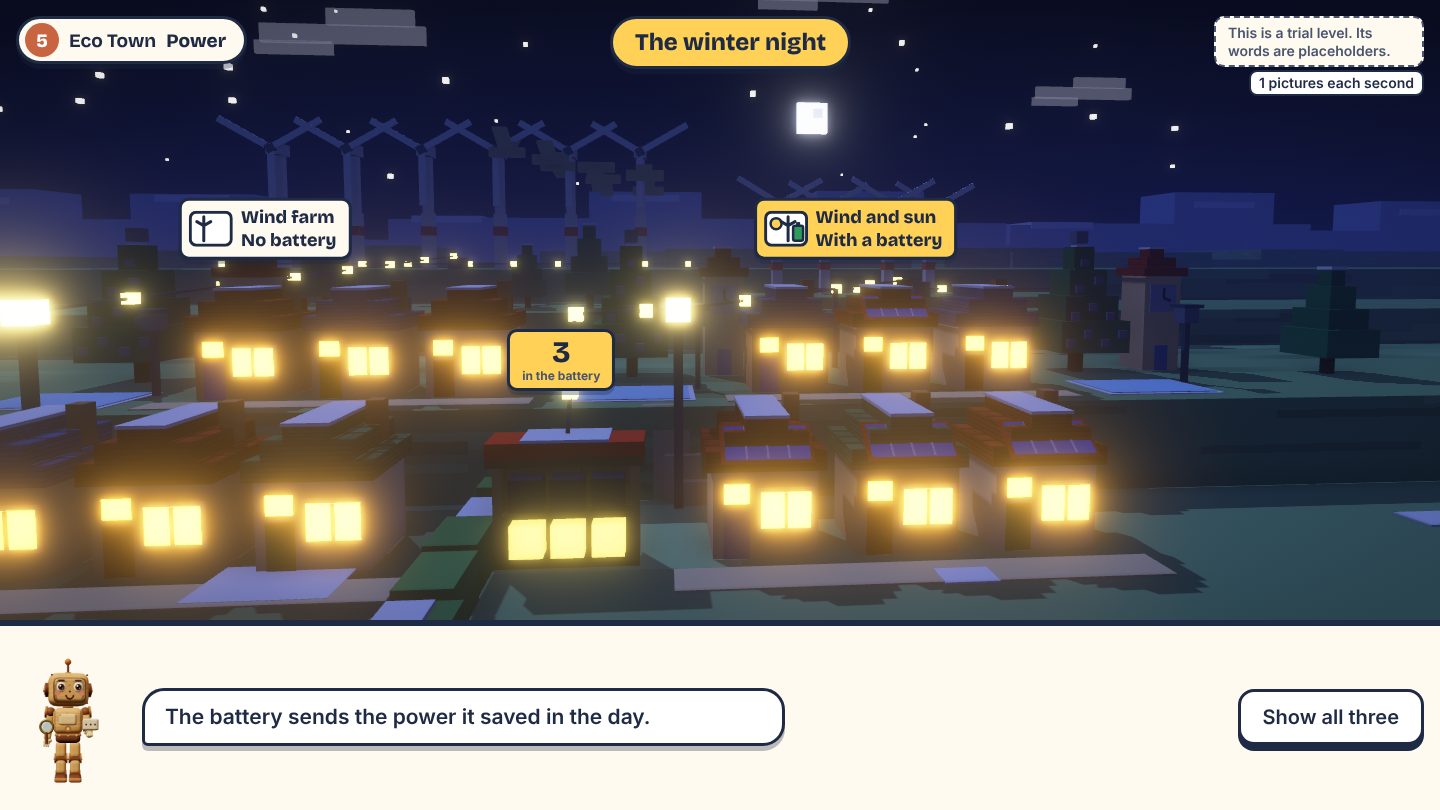 5 Eco Town Power
The winter night
This is a trial level. Its
words are placeholders.
1 pictures each second
Wind farm
No battery
Wind and sun
With a battery
3
in the battery
The battery sends the power it saved in the day.
Show all three